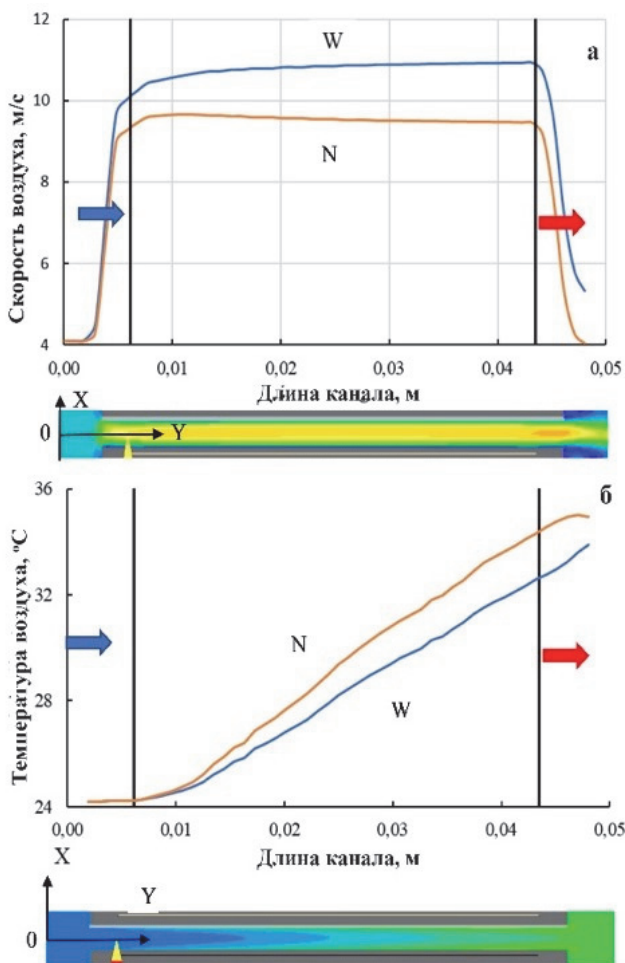 12
10
8
6
4
Скорость воздуха, м/с
W
N
а
0,00 0,01 0,02 0,03 0,04 0,05
Длина канала, м
X
0
Y
36
32
28
24
Температура воздуха, °C
б
N
W
0,00 0,01 0,02 0,03 0,04 0,05
Длина канала, м
X
Y
0